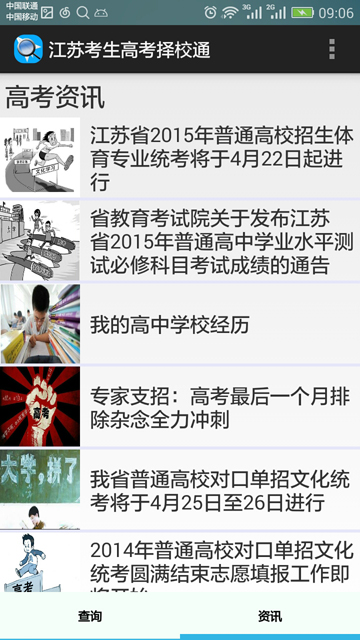 中国联通
中国移动
3G
2G
09:06
江苏考生高考择校通
高考资讯
江苏省2015年普通高校招生体
育专业统考将于4月22日起进
行
省教育考试院关于发布江苏
省2015年普通高中学业水平测
试必修科目考试成绩的通告
我的高中学校经历
高考
专家支招：高考最后一个月排
除杂念全力冲刺
大学,拼了
我省普通高校对口单招文化统
考将于4月25日至26日进行
高考
2014年普通高校对口单招文化
统考圆满结束志愿填报工作即
将开始
查询
资讯